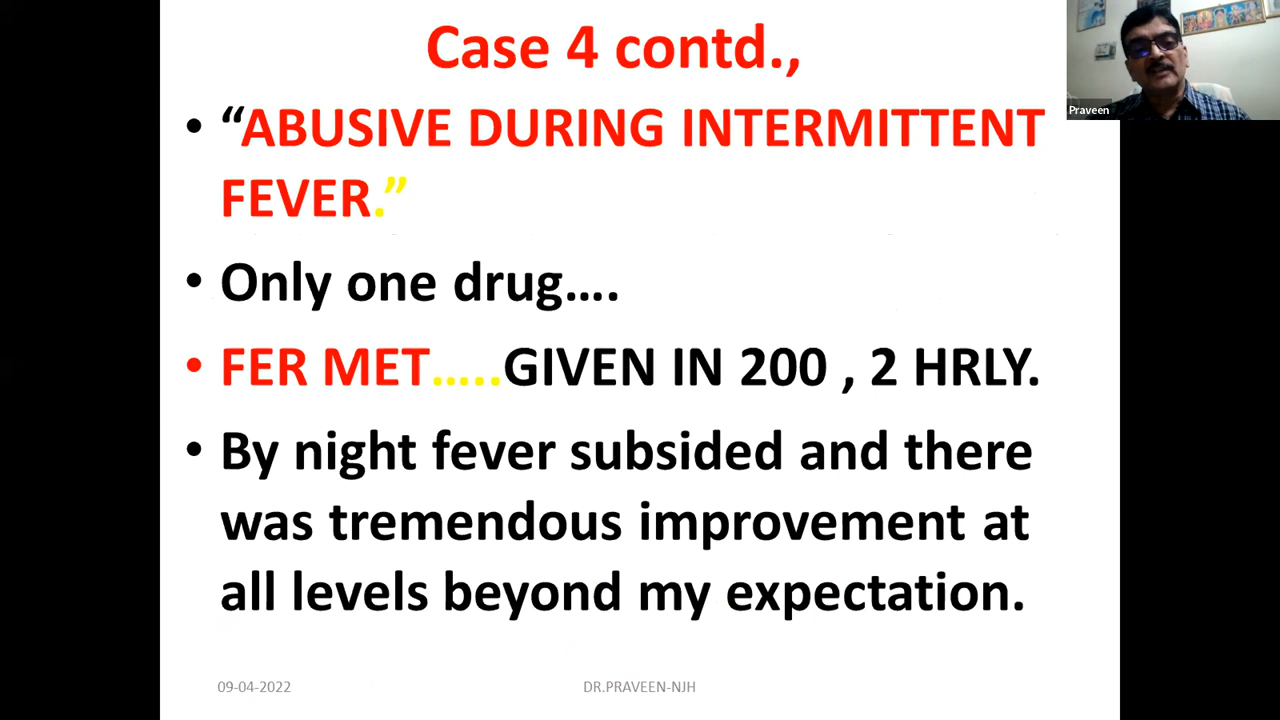 Case 4 contd.,
• “ABUSIVE DURING INTERMITTENT
FEVER.”
• Only one drug….
• FER MET…..GIVEN IN 200 , 2 HRLY.
• By night fever subsided and there
was tremendous improvement at
all levels beyond my expectation.
09-04-2022
DR.PRAVEEN-NJH
Praveen